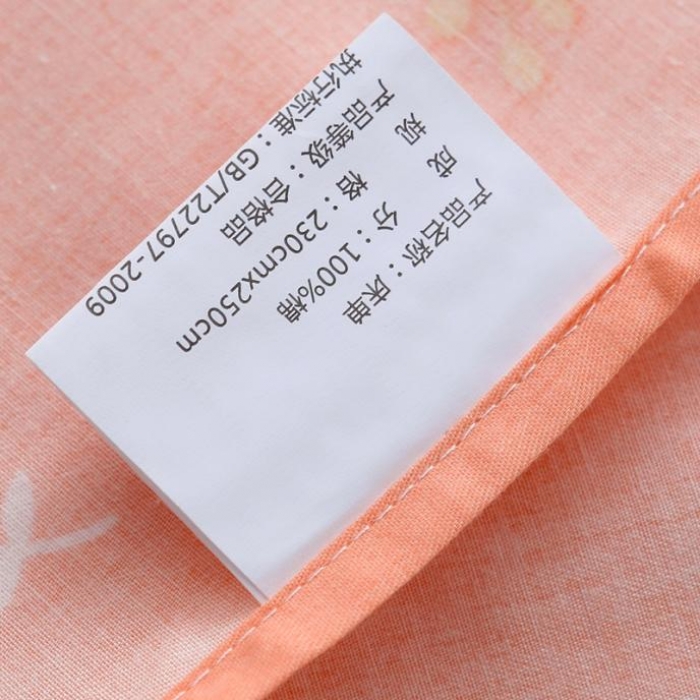 产品名称：床单
成 分：100%棉
规 格：230cmx250cm
产品等级：合格品
执行标准：GB/T22797-2009